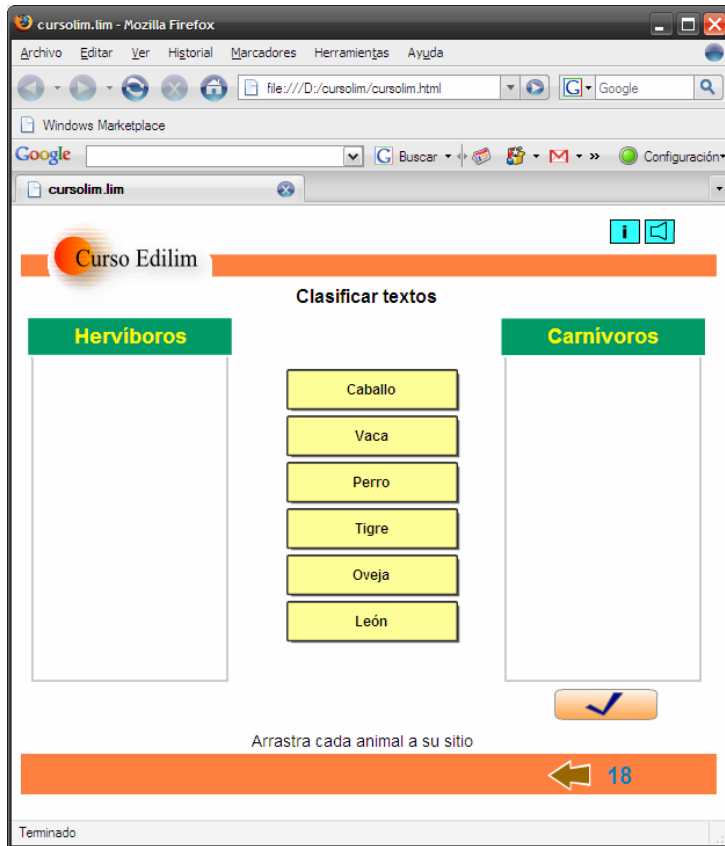 cursolim.lim - Mozilla Firefox
Archivo Editar Ver Historial Marcadores Herramientas Ayuda
file:///D:/cursolim/cursolim.html G Google
Windows Marketplace
Google G Buscar » Configuración
cursolim.lim
i
Curso Edilim
Clasificar textos
Hervíboros Carnívoros
Caballo
Vaca
Perro
Tigre
Oveja
León
Arrastra cada animal a su sitio
18
Terminado